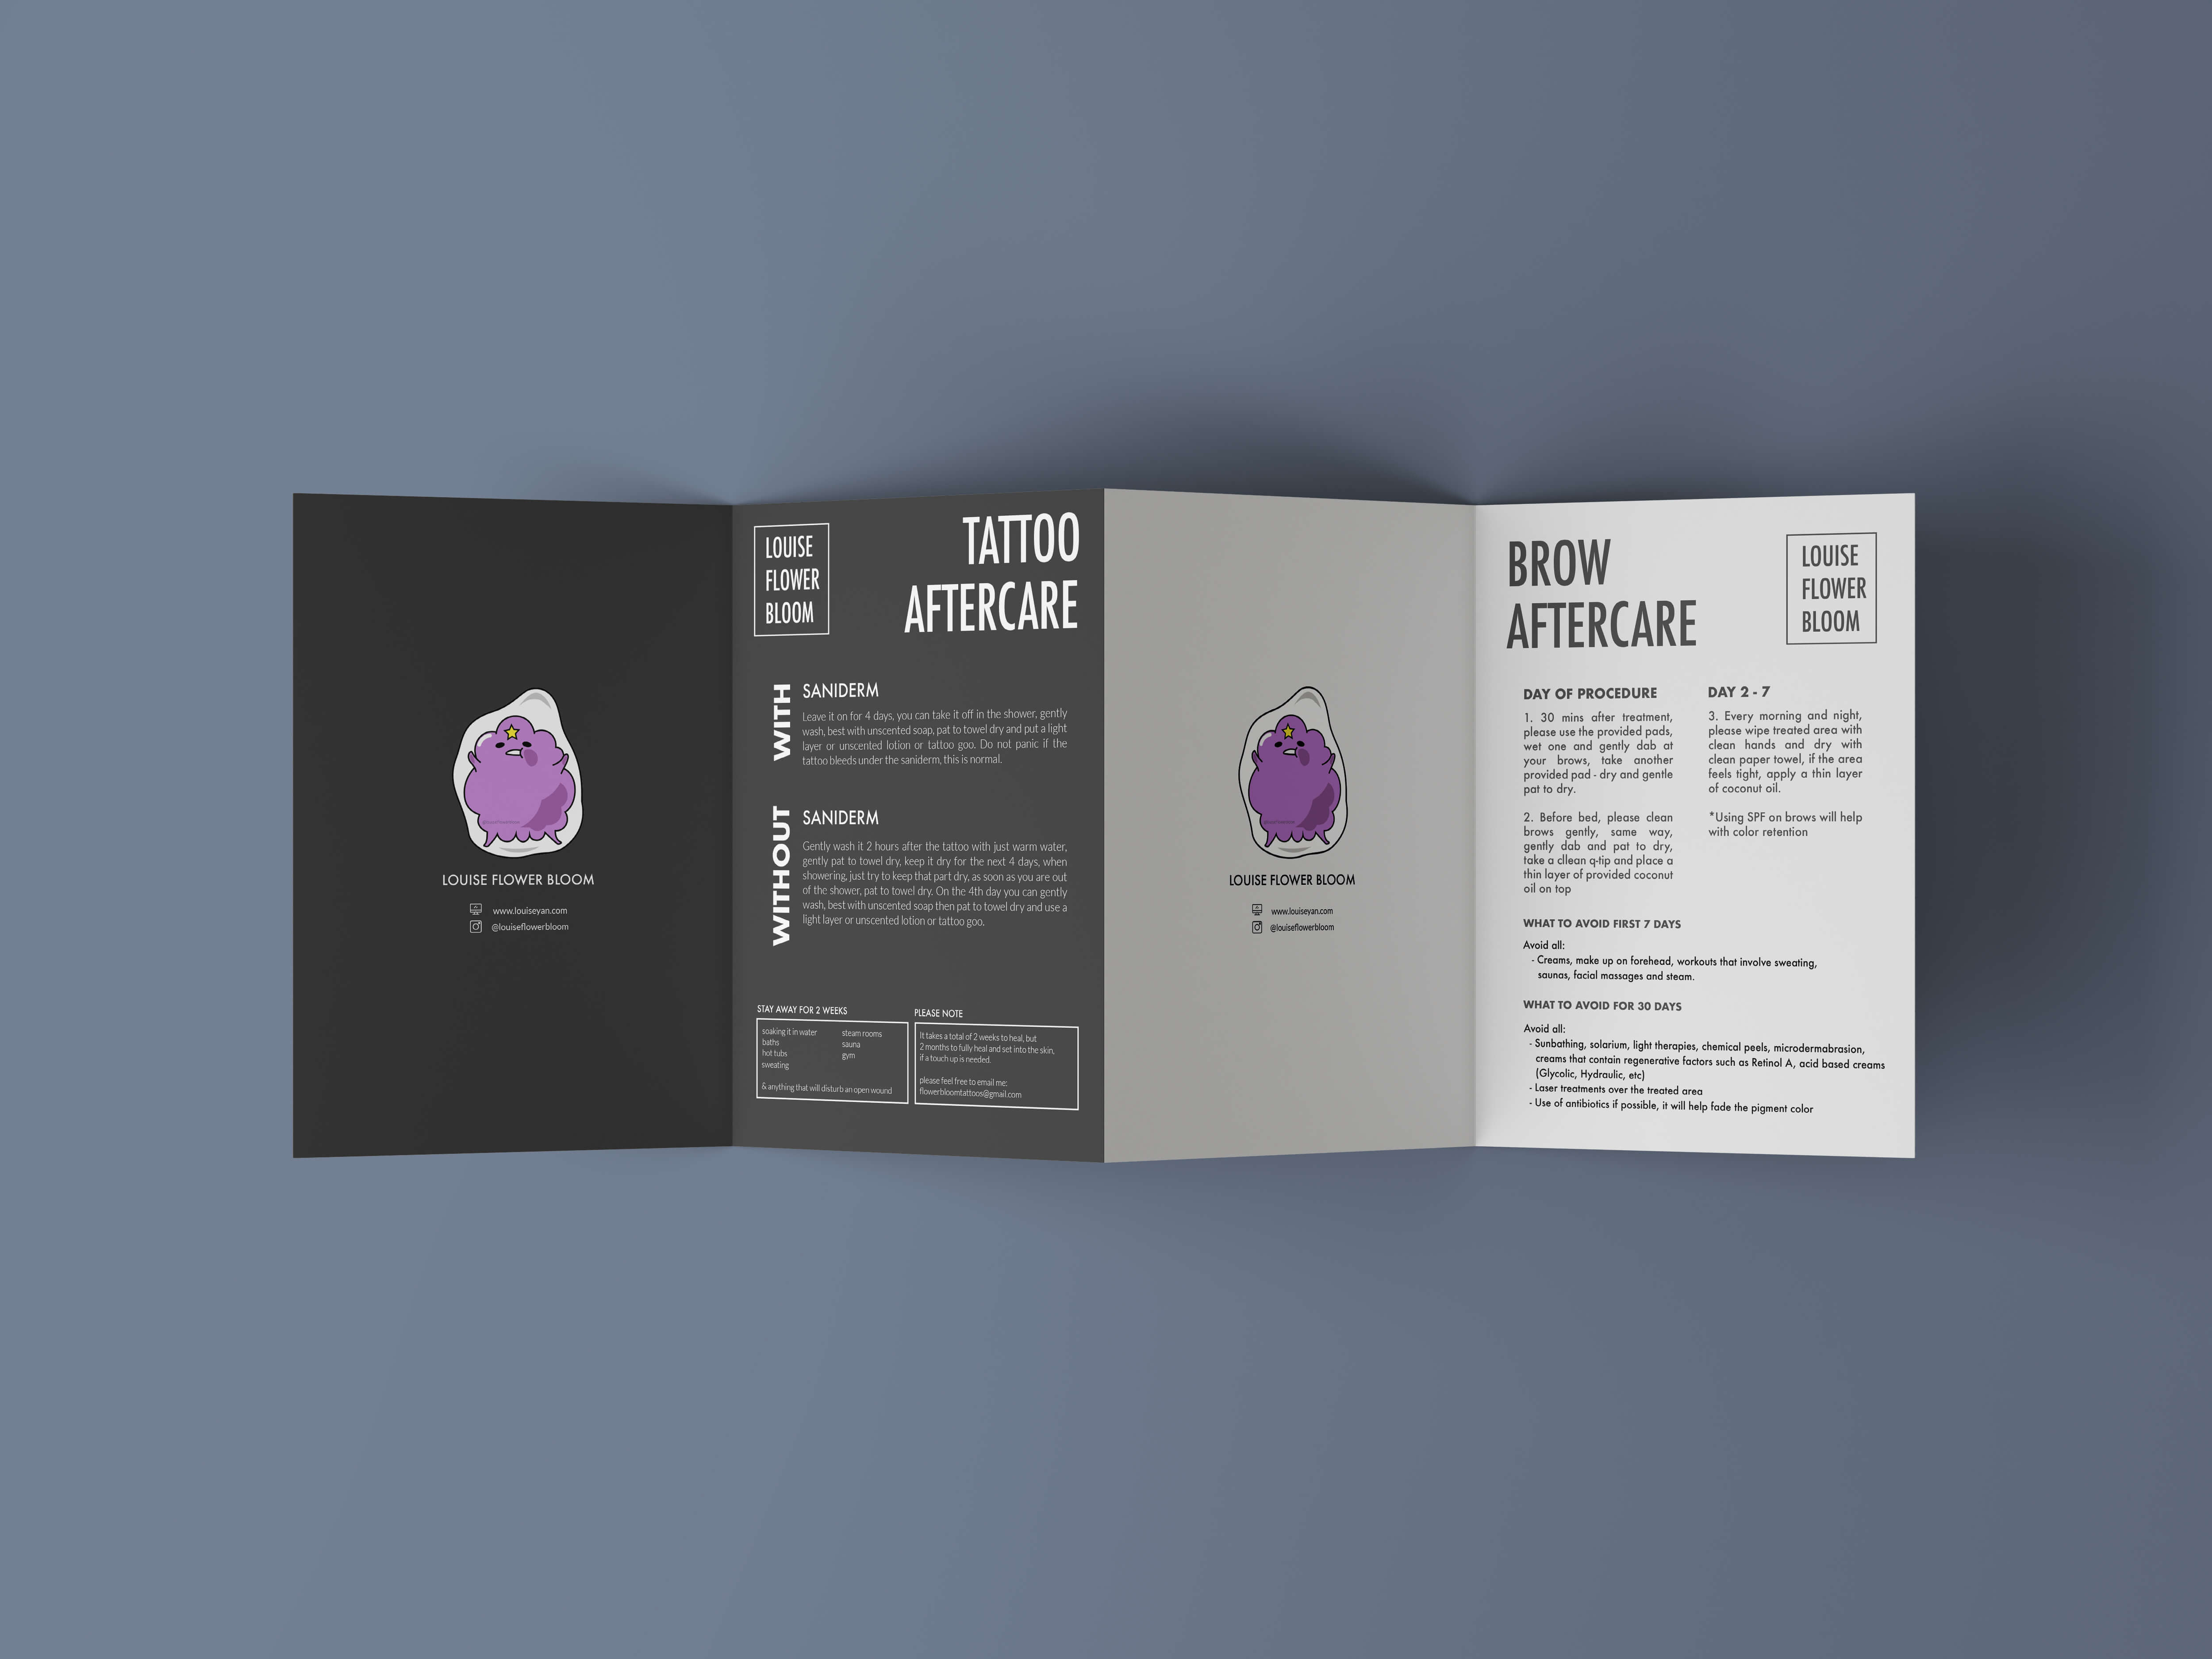 LOUISE FLOWER BLOOM
www.louiseyan.com
@louiseflowerbloom
LOUISE
FLOWER
BLOOM
TATTOO
AFTERCARE
WITH
SANIDERM
Leave it on for 4 days, you can take it off in the shower, gently
wash, best with unscented soap, pat to towel dry and put a light
layer or unscented lotion or tattoo goo. Do not panic if the
tattoo bleeds under the saniderm, this is normal.
WITHOUT
SANIDERM
Gently wash it 2 hours after the tattoo with just warm water,
gently pat to towel dry, keep it dry for the next 4 days, when
showering, just try to keep that part dry, as soon as you are out
of the shower, pat to towel dry. On the 4th day you can gently
wash, best with unscented soap then pat to towel dry and use a
light layer or unscented lotion or tattoo goo.
STAY AWAY FOR 2 WEEKS
soaking it in water
baths
hot tubs
sweating
steam rooms
sauna
gym
& anything that will disturb an open wound
PLEASE NOTE
It takes a total of 2 weeks to heal, but
2 months to fully heal and set into the skin,
if a touch up is needed.
please feel free to email me:
flowerbloomtattoos@gmail.com
LOUISE FLOWER BLOOM
www.louiseyan.com
@louiseflowerbloom
BROW
AFTERCARE
LOUISE
FLOWER
BLOOM
DAY OF PROCEDURE
1. 30 mins after treatment,
please use the provided pads,
wet one and gently dab at
your brows, take another
provided pad - dry and gentle
pat to dry.
2. Before bed, please clean
brows gently, same way,
gently dab and pat to dry,
take a cllean q-tip and place a
thin layer of provided coconut
oil on top
DAY 2 - 7
3. Every morning and night,
please wipe treated area with
clean hands and dry with
clean paper towel, if the area
feels tight, apply a thin layer
of coconut oil.
*Using SPF on brows will help
with color retention
WHAT TO AVOID FIRST 7 DAYS
Avoid all:
- Creams, make up on forehead, workouts that involve sweating,
saunas, facial massages and steam.
WHAT TO AVOID FOR 30 DAYS
Avoid all:
- Sunbathing, solarium, light therapies, chemical peels, microdermabrasion,
creams that contain regenerative factors such as Retinol A, acid based creams
(Glycolic, Hydraulic, etc)
- Laser treatments over the treated area
- Use of antibiotics if possible, it will help fade the pigment color